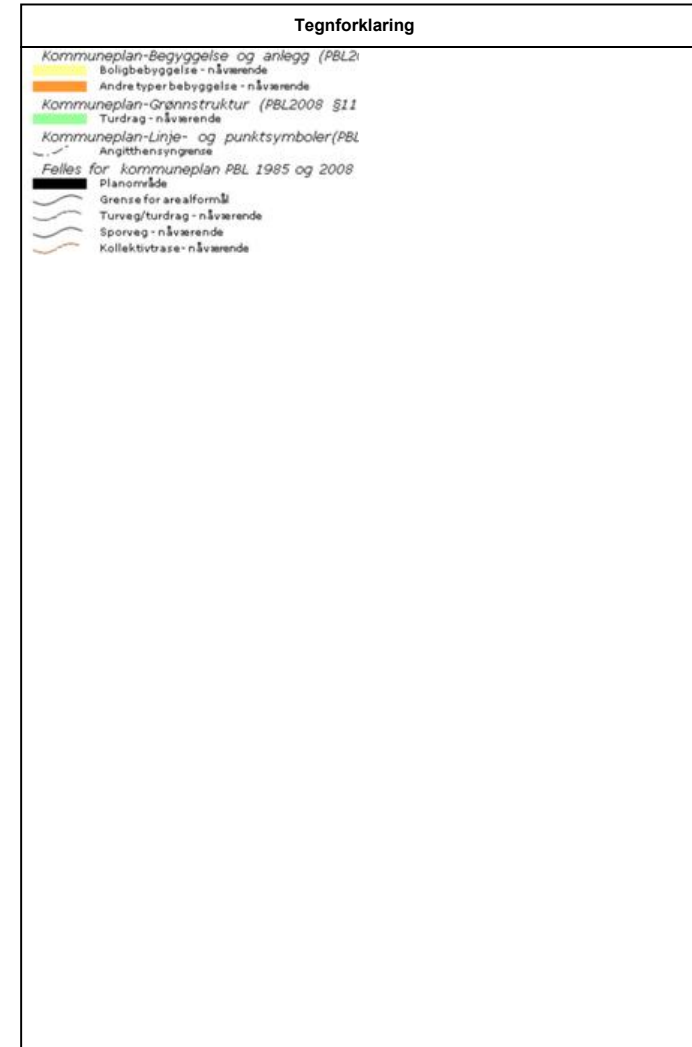 Tegnforklaring
Kommuneplan-Begyggelse og anlegg (PBL2
Boligbebyggelse - nåværende
Andre typer bebyggelse - nåværende
Kommuneplan-Grønnstruktur (PBL2008 §11
Turdrag - nåværende
Kommuneplan-Linje- og punktsymboler(PBL
Angitthensyngrense
Felles for kommuneplan PBL 1985 og 2008
Planområde
Grense for arealformål
Turveg/turdrag - nåværende
Sporveg - nåværende
Kollektivtrase- nåværende